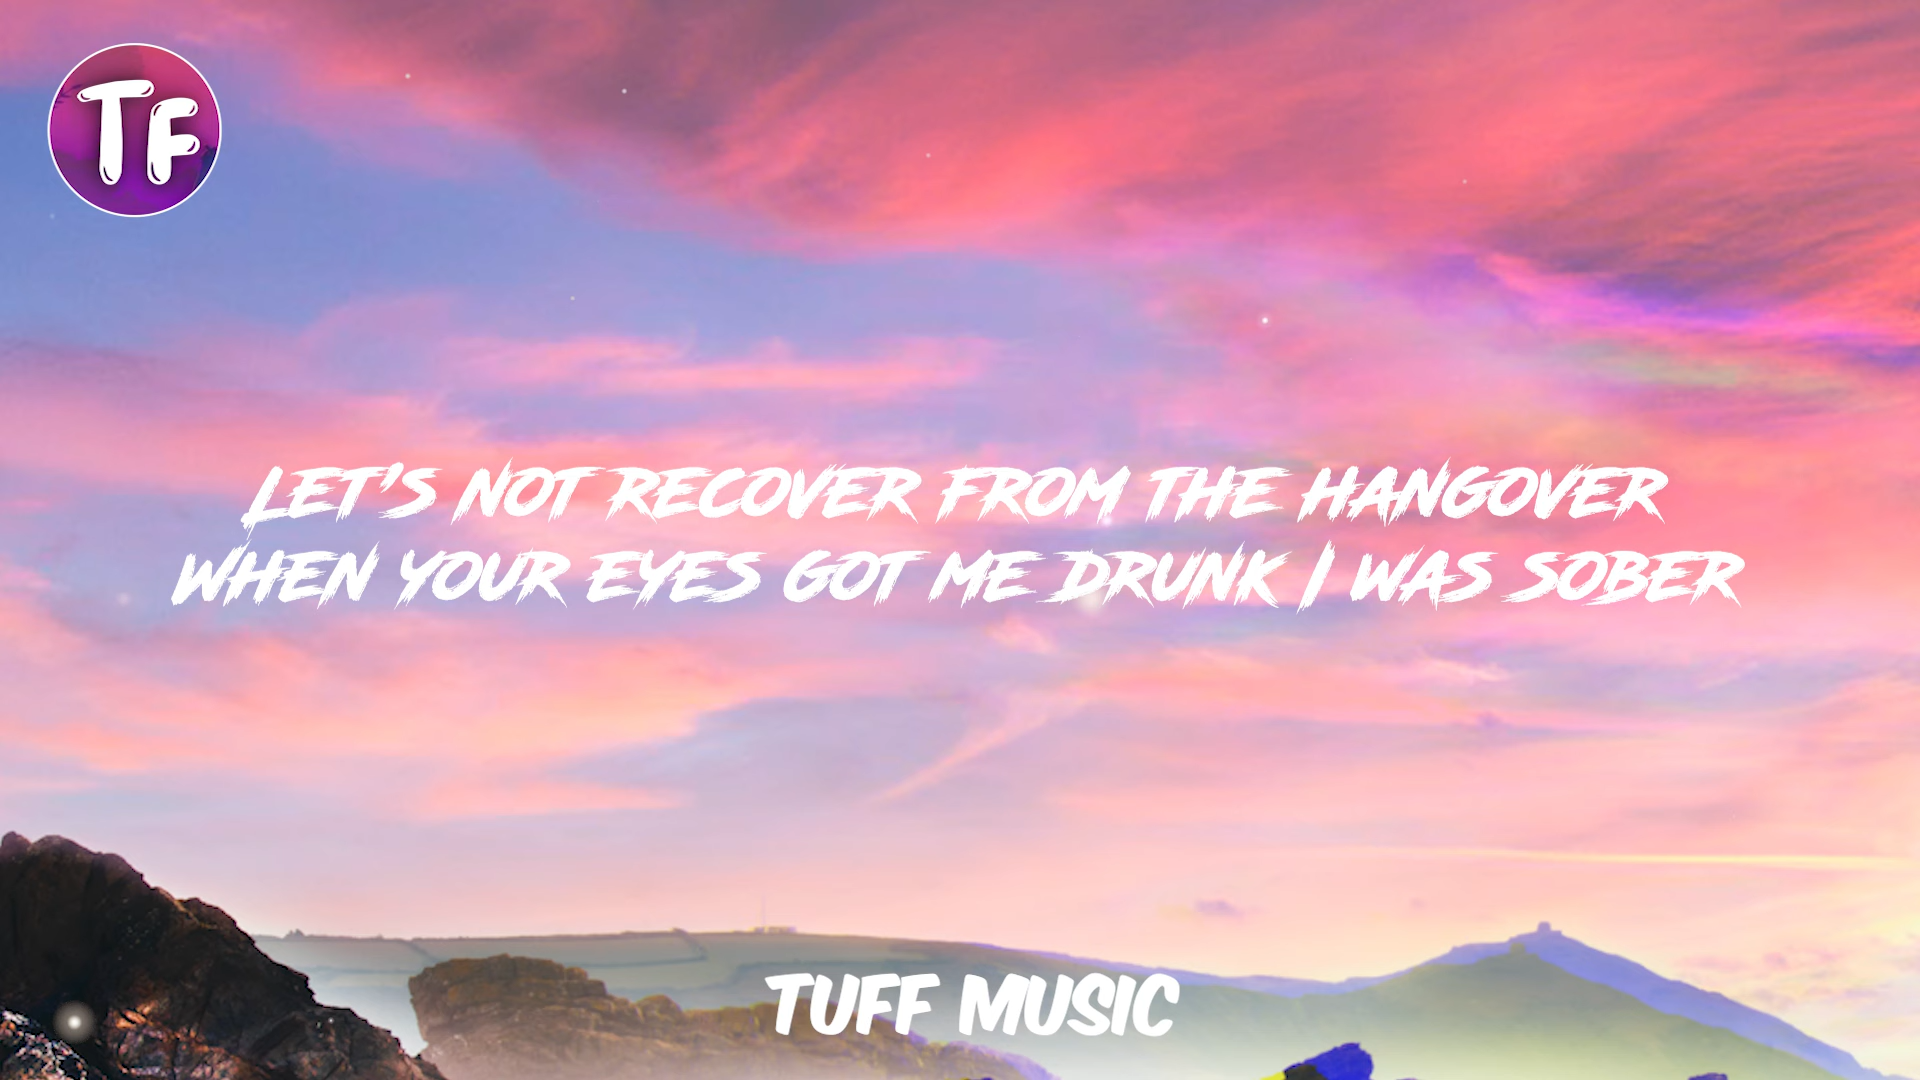 TF
LET'S NOT RECOVER FROM THE HANGOVER
WHEN YOUR EYES GOT ME DRUNK I WAS SOBER
TUFF MUSIC